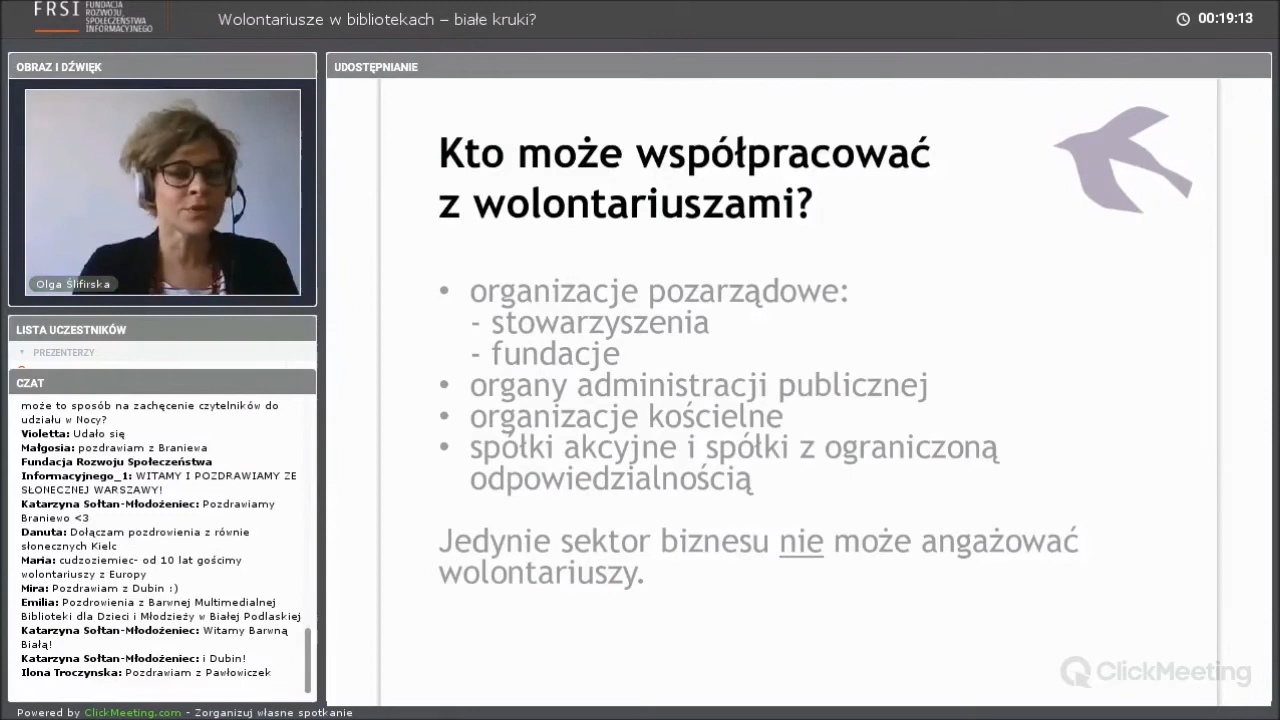 FRSI
FUNDACJA
ROZWOJU
SPOŁECZEŃSTWA
INFORMACYJNEGO
Wolontariusze w bibliotekach – białe kruki?
00:19:13
OBRAZ I DŹWIĘK
Olga Ślifirska
LISTA UCZESTNIKÓW
PREZENTERZY
CZAT
może to sposób na zachęcenie czytelników do
udziału w Nocy?
Violetta: Udało się
Małgosia: pozdrawiam z Braniewa
Fundacja Rozwoju Społeczeństwa
Informacyjnego_1: WITAMY I POZDRAWIAMY ZE
SŁONECZNEJ WARSZAWY!
Katarzyna Sołtan-Młodożeniec: Pozdrawiamy
Braniewo <3
Danuta: Dołączam pozdrowienia z równie
słonecznych Kielc
Maria: cudzoziemiec- od 10 lat gościmy
wolontariuszy z Europy
Mira: Pozdrawiam z Dubin :)
Emilia: Pozdrowienia z Barwnej Multimedialnej
Biblioteki dla Dzieci i Młodzieży w Białej Podlaskiej
Katarzyna Sołtan-Młodożeniec: Witamy Barwną
Białą!
Katarzyna Sołtan-Młodożeniec: i Dubin!
Ilona Troczynska: Pozdrawiam z Pawłowiczek
UDOSTĘPNIANIE
Kto może współpracować
z wolontariuszami?
• organizacje pozarządowe:
- stowarzyszenia
- fundacje
• organy administracji publicznej
• organizacje kościelne
• spółki akcyjne i spółki z ograniczoną
odpowiedzialnością
Jedynie sektor biznesu nie może angażować
wolontariuszy.
ClickMeeting
Powered by ClickMeeting.com - Zorganizuj własne spotkanie